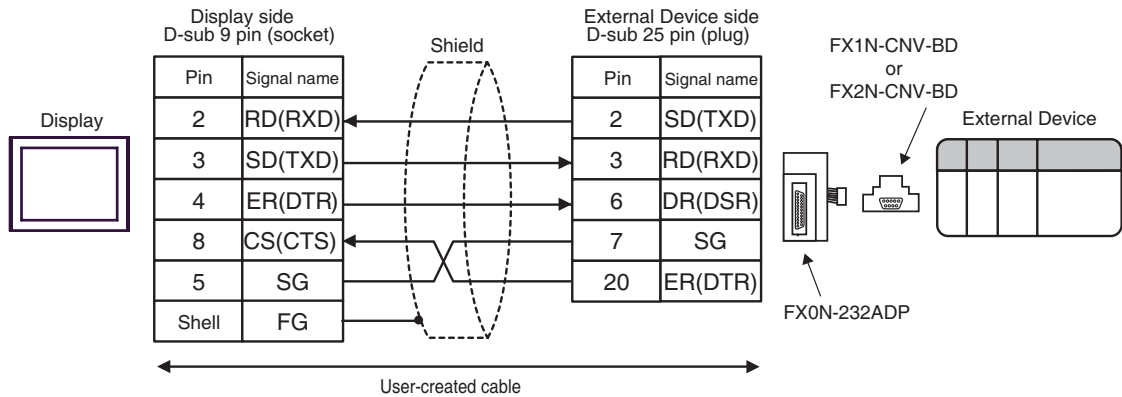 Display side
D-sub 9 pin (socket)
External Device side
D-sub 25 pin (plug)
Shield
FX1N-CNV-BD
or
FX2N-CNV-BD
Display
External Device
Pin Signal name
2 RD(RXD)
3 SD(TXD)
4 ER(DTR)
8 CS(CTS)
5 SG
Shell FG
Pin Signal name
2 SD(TXD)
3 RD(RXD)
6 DR(DSR)
7 SG
20 ER(DTR)
FX0N-232ADP
User-created cable